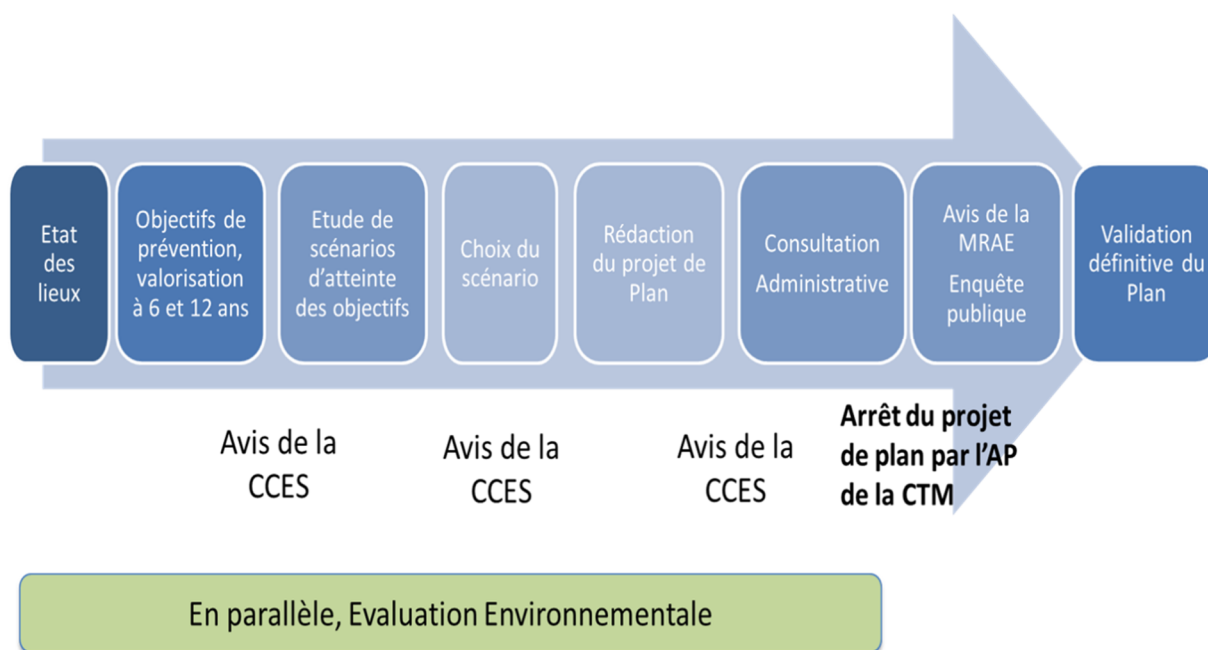 Etat
des
lieux
Objectifs de
prévention,
valorisation
à 6 et 12 ans
Etude de
scénarios
d'atteinte
des objectifs
Choix du
scénario
Rédaction
du projet de
Plan
Consultation
Administrative
Avis de la
MRAE
Enquête
publique
Validation
définitive du
Plan
Avis de la
CCES
Avis de la
CCES
Avis de la
CCES
Arrêt du projet
de plan par l'AP
de la CTM
En parallèle, Evaluation Environnementale